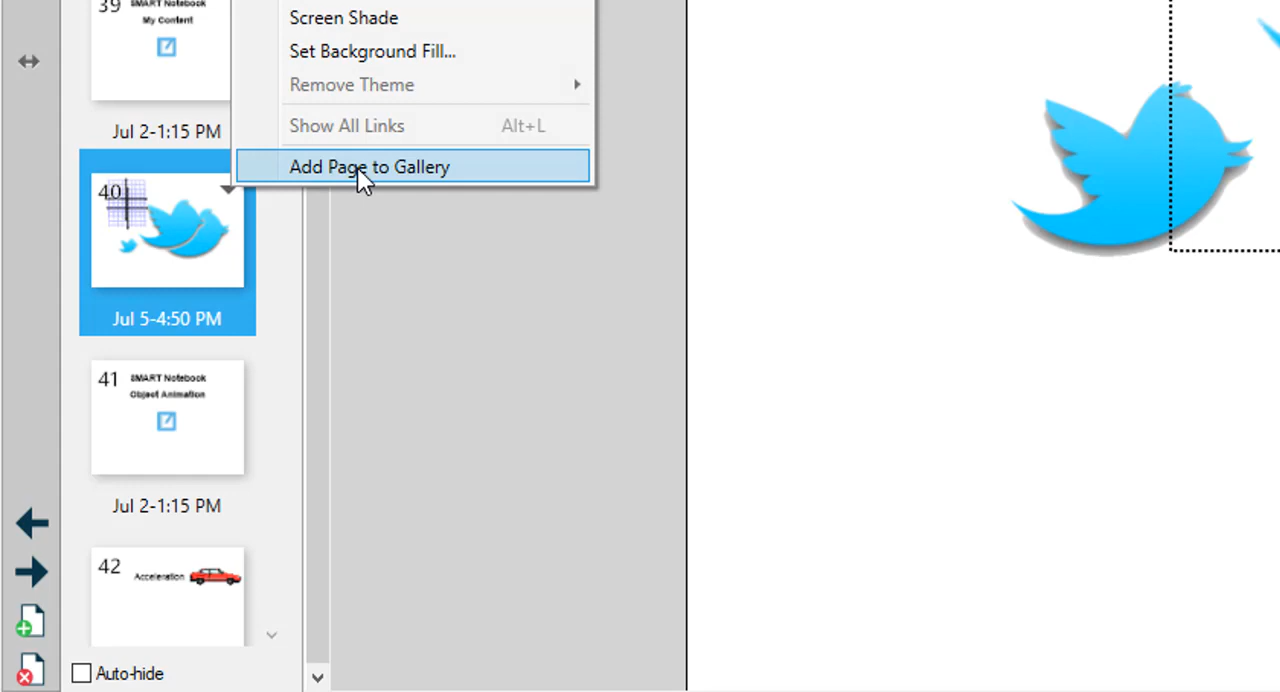 39
SMART Notebook
My Content
Jul 2-1:15 PM
Screen Shade
Set Background Fill...
Remove Theme
Show All Links Alt+L
Add Page to Gallery
40
Jul 5-4:50 PM
41
SMART Notebook
Object Animation
Jul 2-1:15 PM
42
Acceleration
Auto-hide